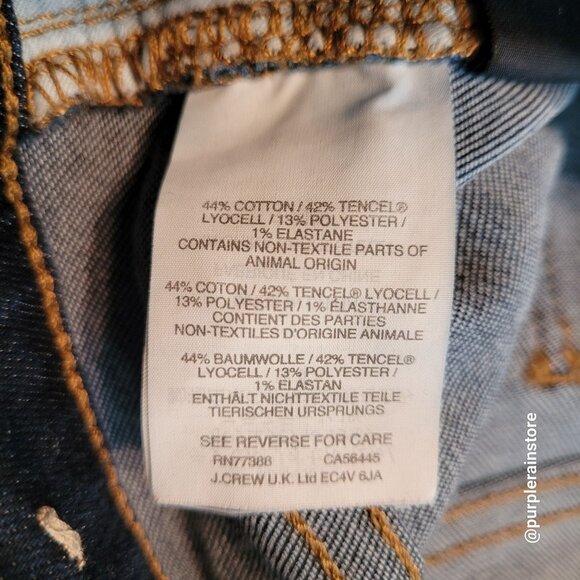 44% COTTON / 42% TENCEL®
LYOCELL / 13% POLYESTER /
1% ELASTANE
CONTAINS NON-TEXTILE PARTS OF
ANIMAL ORIGIN
44% COTON / 42% TENCEL® LYOCELL /
13% POLYESTER / 1% ÉLASTHANNE
CONTIENT DES PARTIES
NON-TEXTILES D'ORIGINE ANIMALE
44% BAUMWOLLE / 42% TENCEL®
LYOCELL / 13% POLYESTER /
1% ELASTAN
ENTHÄLT NICHTTEXTILE TEILE
TIERISCHEN URSPRUNGS
SEE REVERSE FOR CARE
RN77388 CA56445
J.CREW U.K. Ltd EC4V 6JA
@purplerainstore